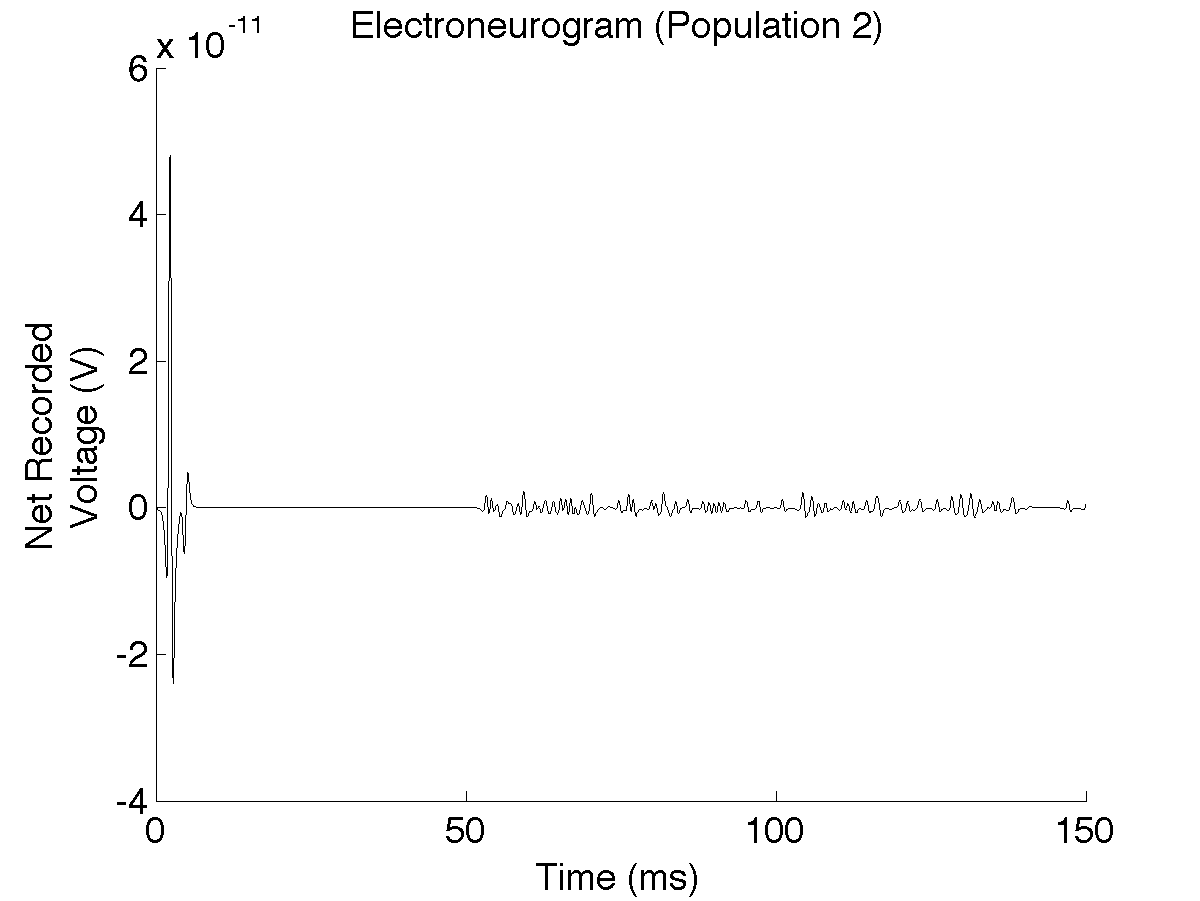 Electroneurogram (Population 2)
x 10^-11
6
4
2
0
-2
-4
Net Recorded
Voltage (V)
0 50 100 150
Time (ms)